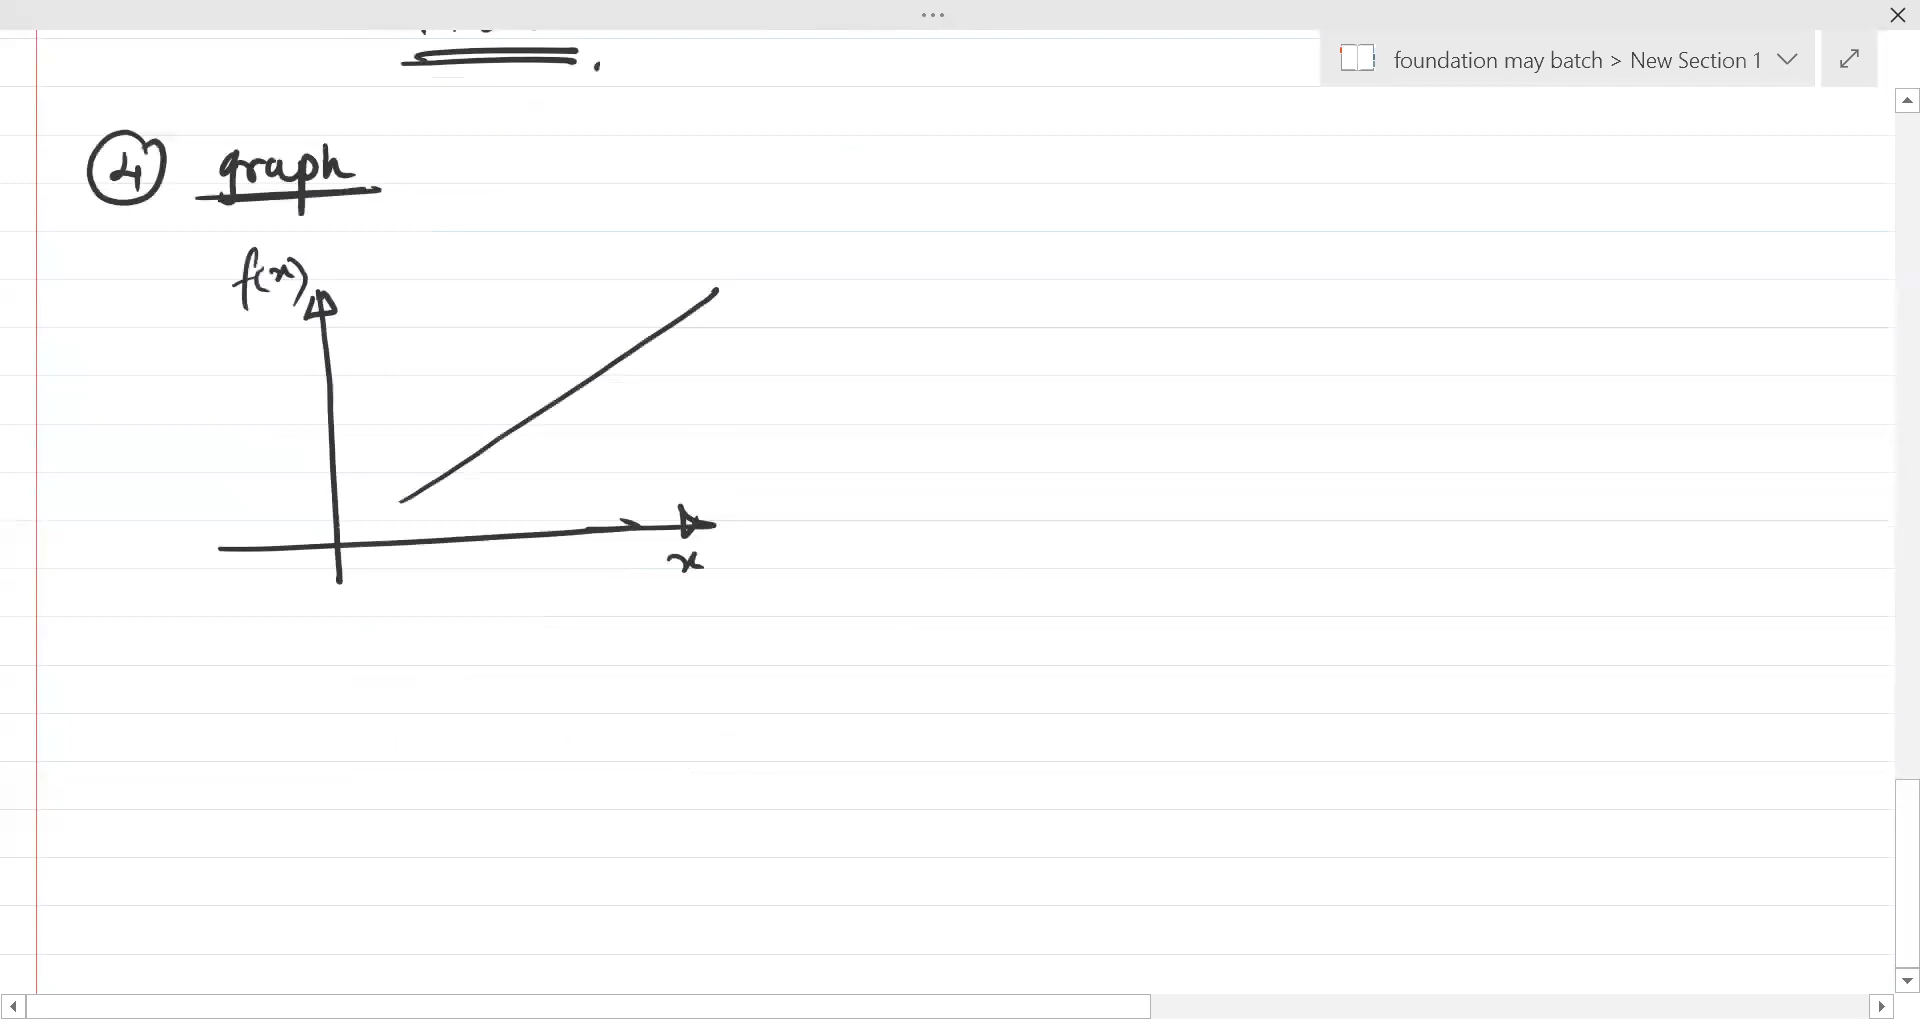 foundation may batch > New Section 1
4 graph
f(x)
x